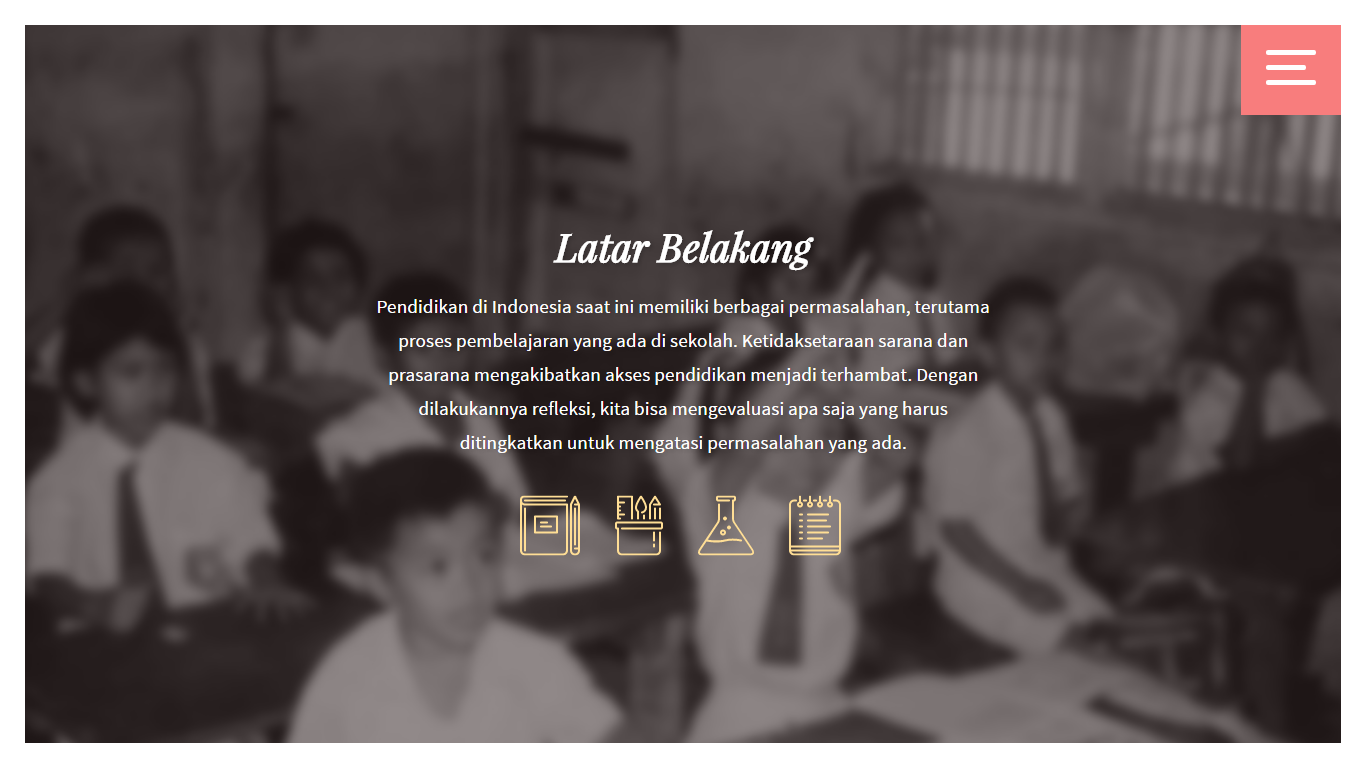 Latar Belakang
Pendidikan di Indonesia saat ini memiliki berbagai permasalahan, terutama
proses pembelajaran yang ada di sekolah. Ketidaksetaraan sarana dan
prasarana mengakibatkan akses pendidikan menjadi terhambat. Dengan
dilakukannya refleksi, kita bisa mengevaluasi apa saja yang harus
ditingkatkan untuk mengatasi permasalahan yang ada.